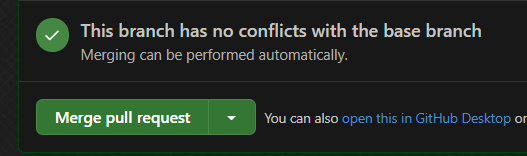 This branch has no conflicts with the base branch
Merging can be performed automatically.
Merge pull request You can also open this in GitHub Desktop or